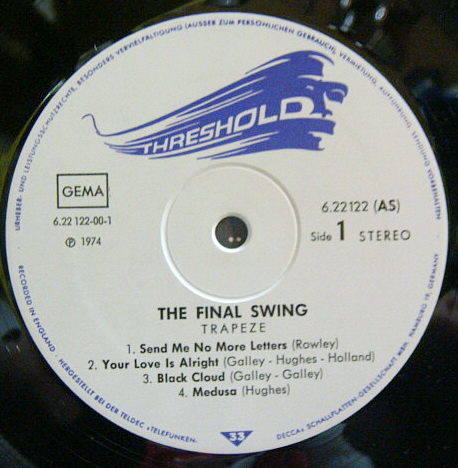 URHEBER- UND LEISTUNGSSCHUTZRECHTE, BESONDERS VERVIELFÄLTIGUNG (AUSSER ZUM PERSÖNLICHEN GEBRAUCH), VERMIETUNG, AUFFÜHRUNG, SENDUNG VORBEHALTEN
THRESHOLD
GEMA
6.22 122-00-1
℗ 1974
6.22122 (AS)
Side 1 STEREO
THE FINAL SWING
TRAPEZE
1. Send Me No More Letters (Rowley)
2. Your Love Is Alright (Galley - Hughes - Holland)
3. Black Cloud (Galley - Galley)
4. Medusa (Hughes)
33
RECORDED IN ENGLAND · HERGESTELLT BEI DER TELDEC »TELEFUNKEN-
DECCA« SCHALLPLATTEN-GESELLSCHAFT MBH, HAMBURG 19, GERMANY